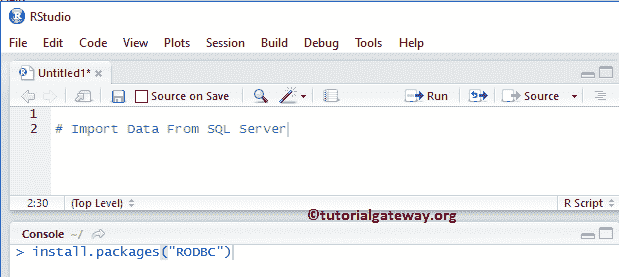 RStudio
File Edit Code View Plots Session Build Debug Tools Help
Untitled1*
Source on Save Run Source
1
2 # Import Data From SQL Server
2:30 (Top Level) R Script
©tutorialgateway.org
Console ~/
> install.packages("RODBC")